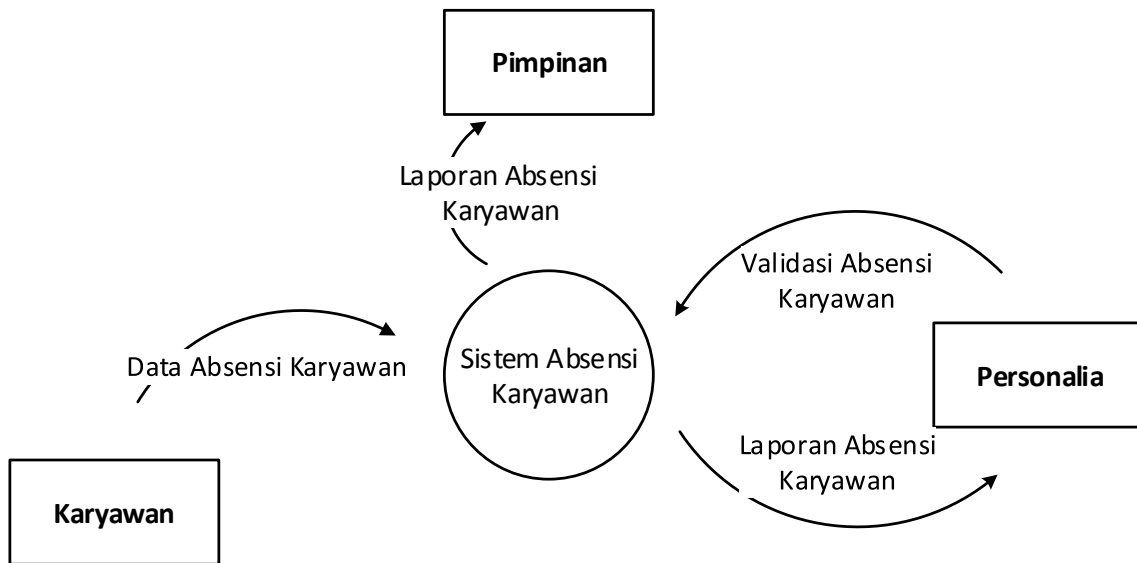 Pimpinan
Laporan Absensi
Karyawan
Validasi Absensi
Karyawan
Data Absensi Karyawan
Sistem Absensi
Karyawan
Personalia
Laporan Absensi
Karyawan
Karyawan